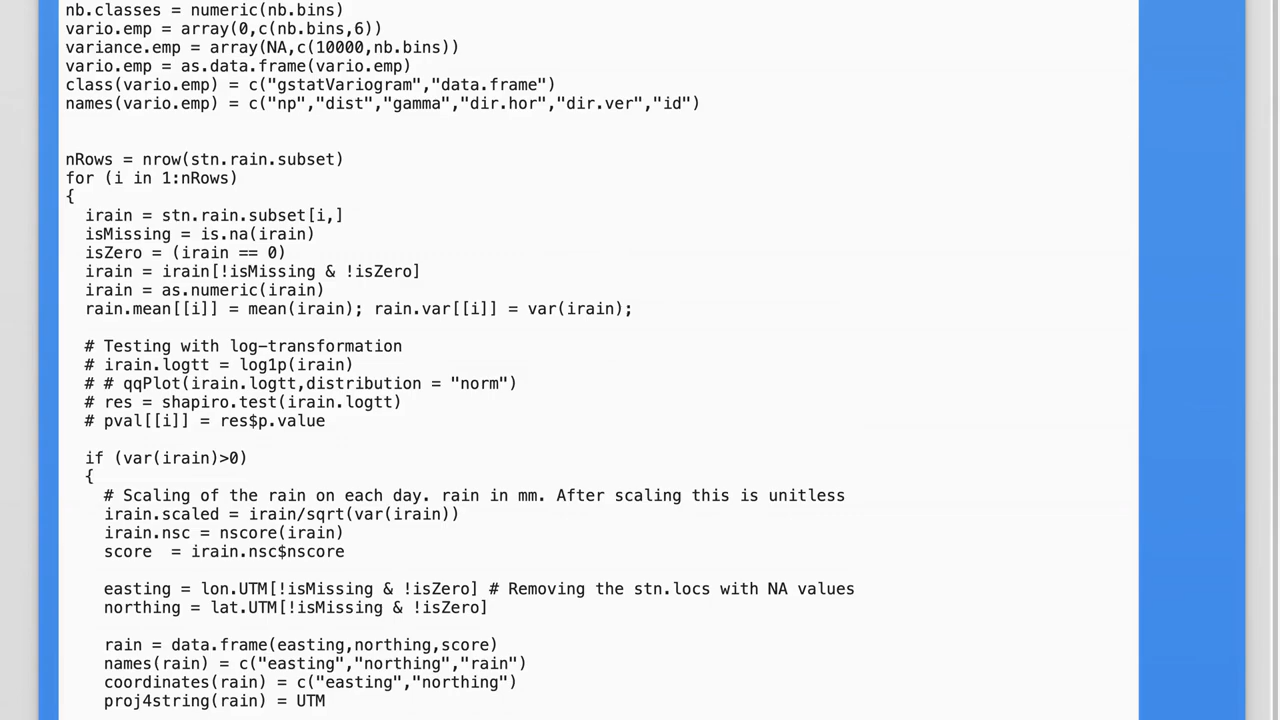 nb.classes = numeric(nb.bins)
vario.emp = array(0,c(nb.bins,6))
variance.emp = array(NA,c(10000,nb.bins))
vario.emp = as.data.frame(vario.emp)
class(vario.emp) = c("gstatVariogram","data.frame")
names(vario.emp) = c("np","dist","gamma","dir.hor","dir.ver","id")
nRows = nrow(stn.rain.subset)
for (i in 1:nRows)
{
irain = stn.rain.subset[i,]
isMissing = is.na(irain)
isZero = (irain == 0)
irain = irain[!isMissing & !isZero]
irain = as.numeric(irain)
rain.mean[[i]] = mean(irain); rain.var[[i]] = var(irain);
# Testing with log-transformation
# irain.logtt = log1p(irain)
# # qqPlot(irain.logtt,distribution = "norm")
# res = shapiro.test(irain.logtt)
# pval[[i]] = res$p.value
if (var(irain)>0)
{
# Scaling of the rain on each day. rain in mm. After scaling this is unitless
irain.scaled = irain/sqrt(var(irain))
irain.nsc = nscore(irain)
score  = irain.nsc$nscore
easting = lon.UTM[!isMissing & !isZero] # Removing the stn.locs with NA values
northing = lat.UTM[!isMissing & !isZero]
rain = data.frame(easting,northing,score)
names(rain) = c("easting","northing","rain")
coordinates(rain) = c("easting","northing")
proj4string(rain) = UTM